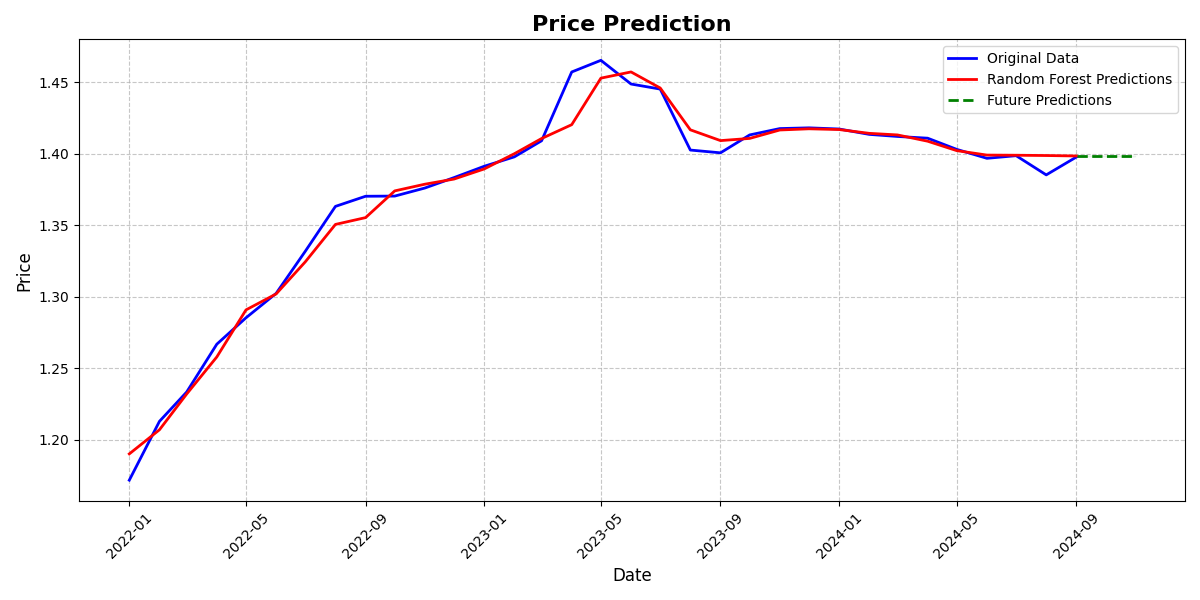 Price Prediction
Original Data
Random Forest Predictions
Future Predictions
Price
1.45
1.40
1.35
1.30
1.25
1.20
2022-01
2022-05
2022-09
2023-01
2023-05
2023-09
2024-01
2024-05
2024-09
Date